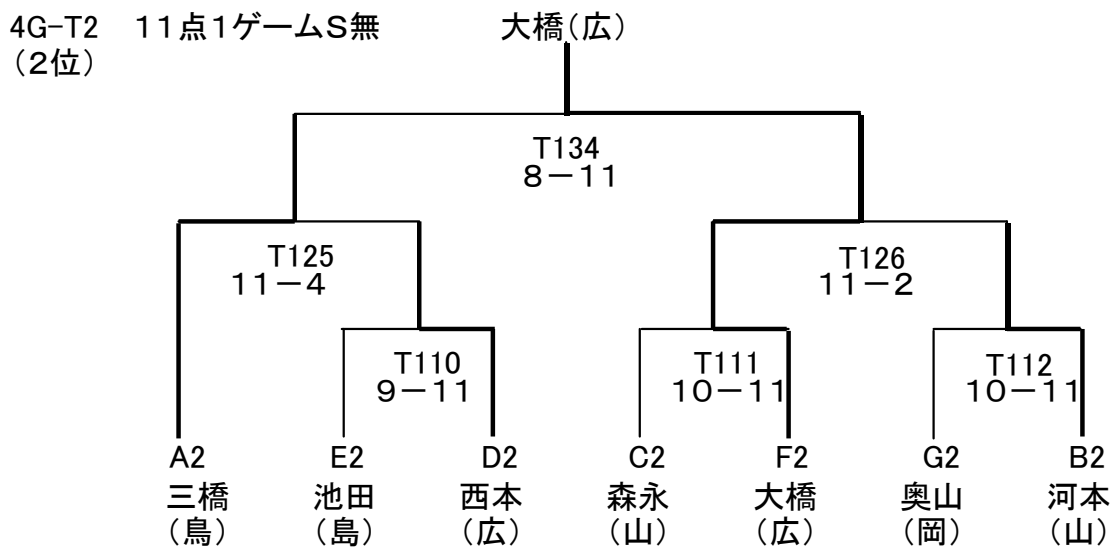 4G-T2　11点1ゲームS無　大橋(広)
(2位)
T134
8－11
T125　T126
11－4　11－2
T110　T111　T112
9－11　10－11　10－11
A2　E2　D2　C2　F2　G2　B2
三橋　池田　西本　森永　大橋　奥山　河本
(鳥)　(島)　(広)　(山)　(広)　(岡)　(山)